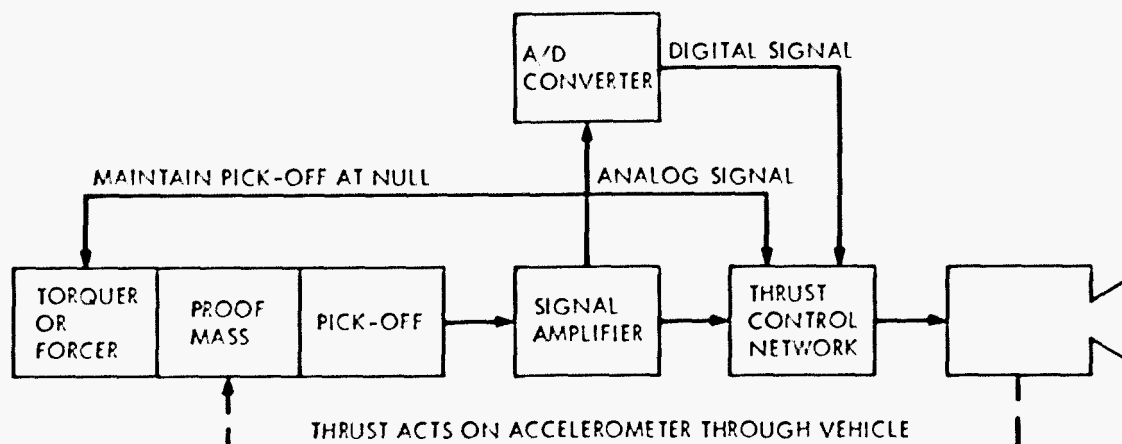 A/D
CONVERTER
DIGITAL SIGNAL
MAINTAIN PICK-OFF AT NULL
ANALOG SIGNAL
TORQUER
OR
FORCER
PROOF
MASS
PICK-OFF
SIGNAL
AMPLIFIER
THRUST
CONTROL
NETWORK
THRUST ACTS ON ACCELEROMETER THROUGH VEHICLE